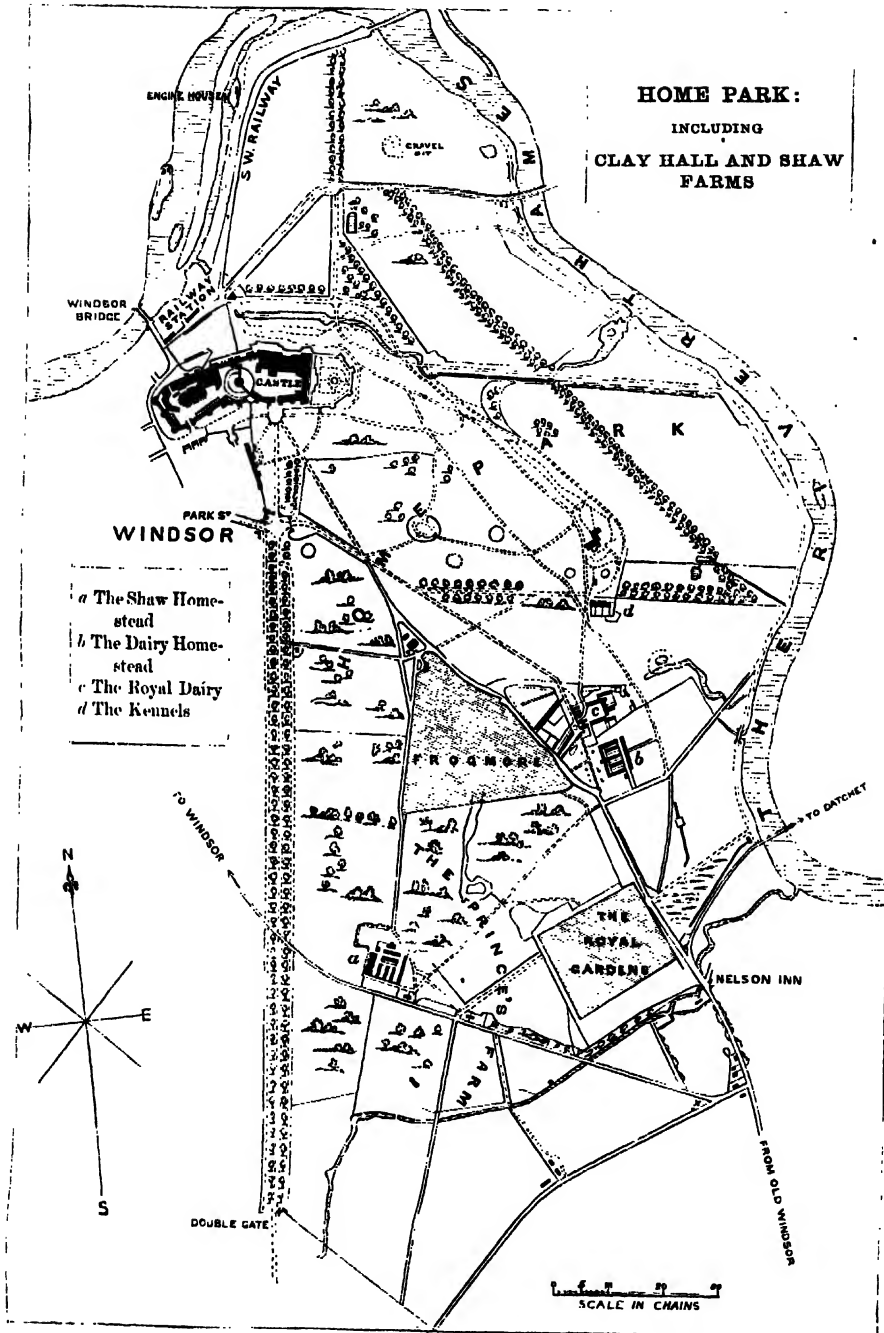 HOME PARK:
INCLUDING
CLAY HALL AND SHAW
FARMS
ENGINE HOUSE
S.W. RAILWAY
GRAVEL
PIT
THE RIVER THAMES
WINDSOR
BRIDGE
RAILWAY
STATION
CASTLE
HOME PARK
PARK ST
WINDSOR
a The Shaw Home-
stead
b The Dairy Home-
stead
c The Royal Dairy
d The Kennels
d
c
b
FROGMORE
TO WINDSOR
TO DATCHET
THE PRINCE'S FARM
THE
ROYAL
GARDENS
a
NELSON INN
N
W
E
S
DOUBLE GATE
FROM OLD WINDSOR
SCALE IN CHAINS